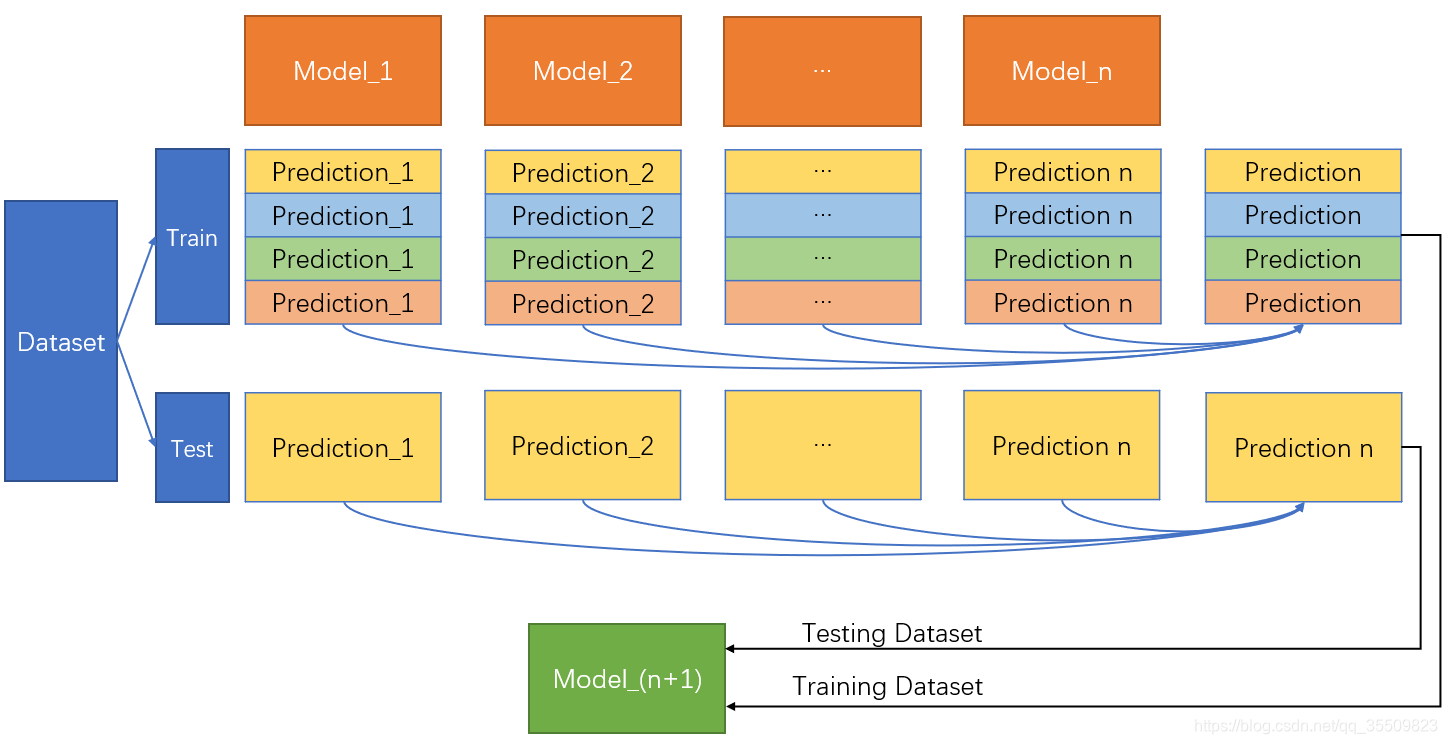 Model_1
Model_2
...
Model_n
Dataset
Train
Prediction_1
Prediction_2
...
Prediction n
Prediction
Prediction_1
Prediction_2
...
Prediction n
Prediction
Prediction_1
Prediction_2
...
Prediction n
Prediction
Prediction_1
Prediction_2
...
Prediction n
Prediction
Test
Prediction_1
Prediction_2
...
Prediction n
Prediction n
Testing Dataset
Model_(n+1)
Training Dataset
https://blog.csdn.net/qq_35509823